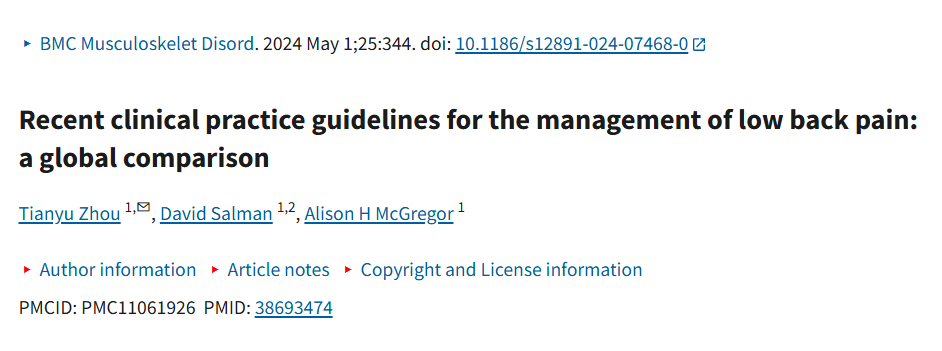 ▸ BMC Musculoskelet Disord. 2024 May 1;25:344. doi: 10.1186/s12891-024-07468-0
Recent clinical practice guidelines for the management of low back pain:
a global comparison
Tianyu Zhou 1,✉, David Salman 1,2, Alison H McGregor 1
▸ Author information ▸ Article notes ▸ Copyright and License information
PMCID: PMC11061926 PMID: 38693474